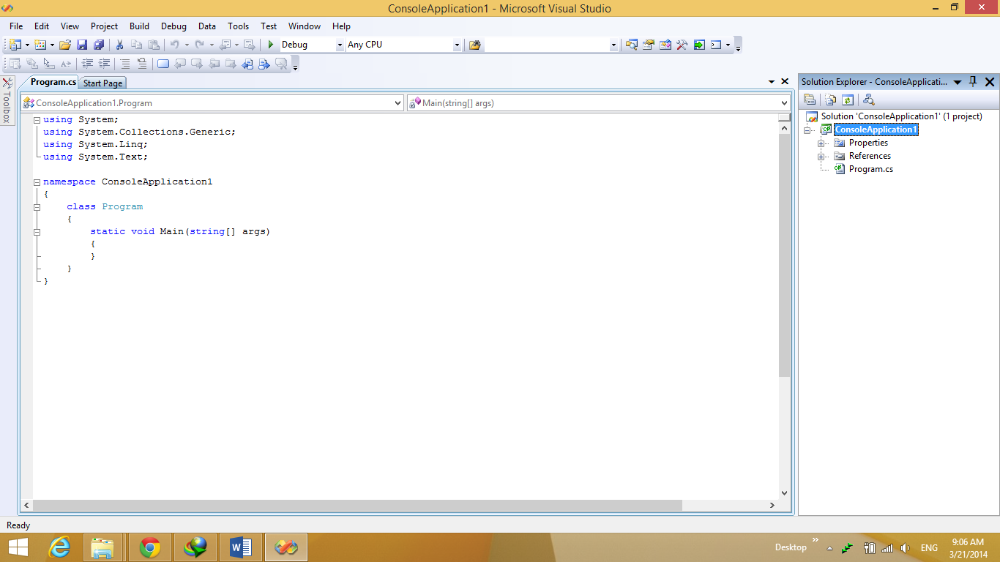 ConsoleApplication1 - Microsoft Visual Studio
File Edit View Project Build Debug Data Tools Test Window Help
Debug Any CPU
Toolbox
Program.cs Start Page
ConsoleApplication1.Program Main(string[] args)
using System;
using System.Collections.Generic;
using System.Linq;
using System.Text;
namespace ConsoleApplication1
{
class Program
{
static void Main(string[] args)
{
}
}
}
Solution Explorer - ConsoleApplicati...
Solution 'ConsoleApplication1' (1 project)
ConsoleApplication1
Properties
References
Program.cs
Ready
Desktop
ENG
9:06 AM
3/21/2014